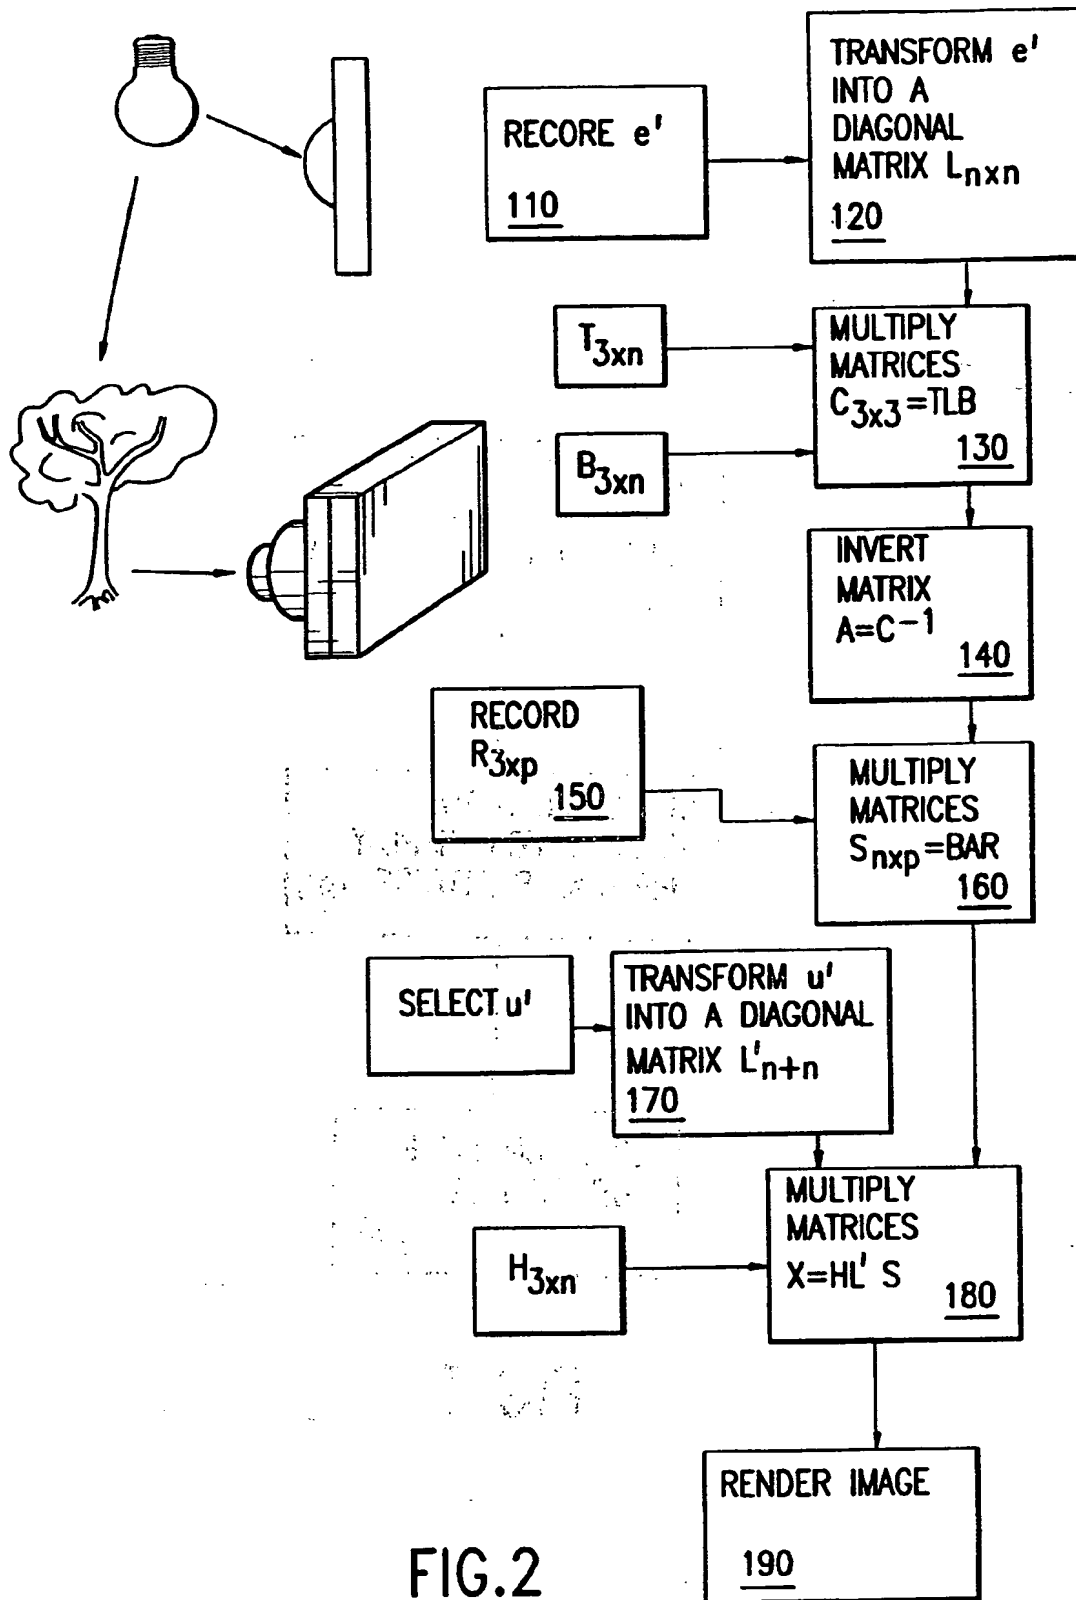 RECORE e'
110
TRANSFORM e'
INTO A
DIAGONAL
MATRIX Lnxn
120
T3xn
B3xn
MULTIPLY
MATRICES
C3x3=TLB
130
INVERT
MATRIX
A=C-1
140
RECORD
R3xp
150
MULTIPLY
MATRICES
Snxp=BAR
160
SELECT u'
TRANSFORM u'
INTO A DIAGONAL
MATRIX L'n+n
170
H3xn
MULTIPLY
MATRICES
X=HL' S
180
RENDER IMAGE
190
FIG.2